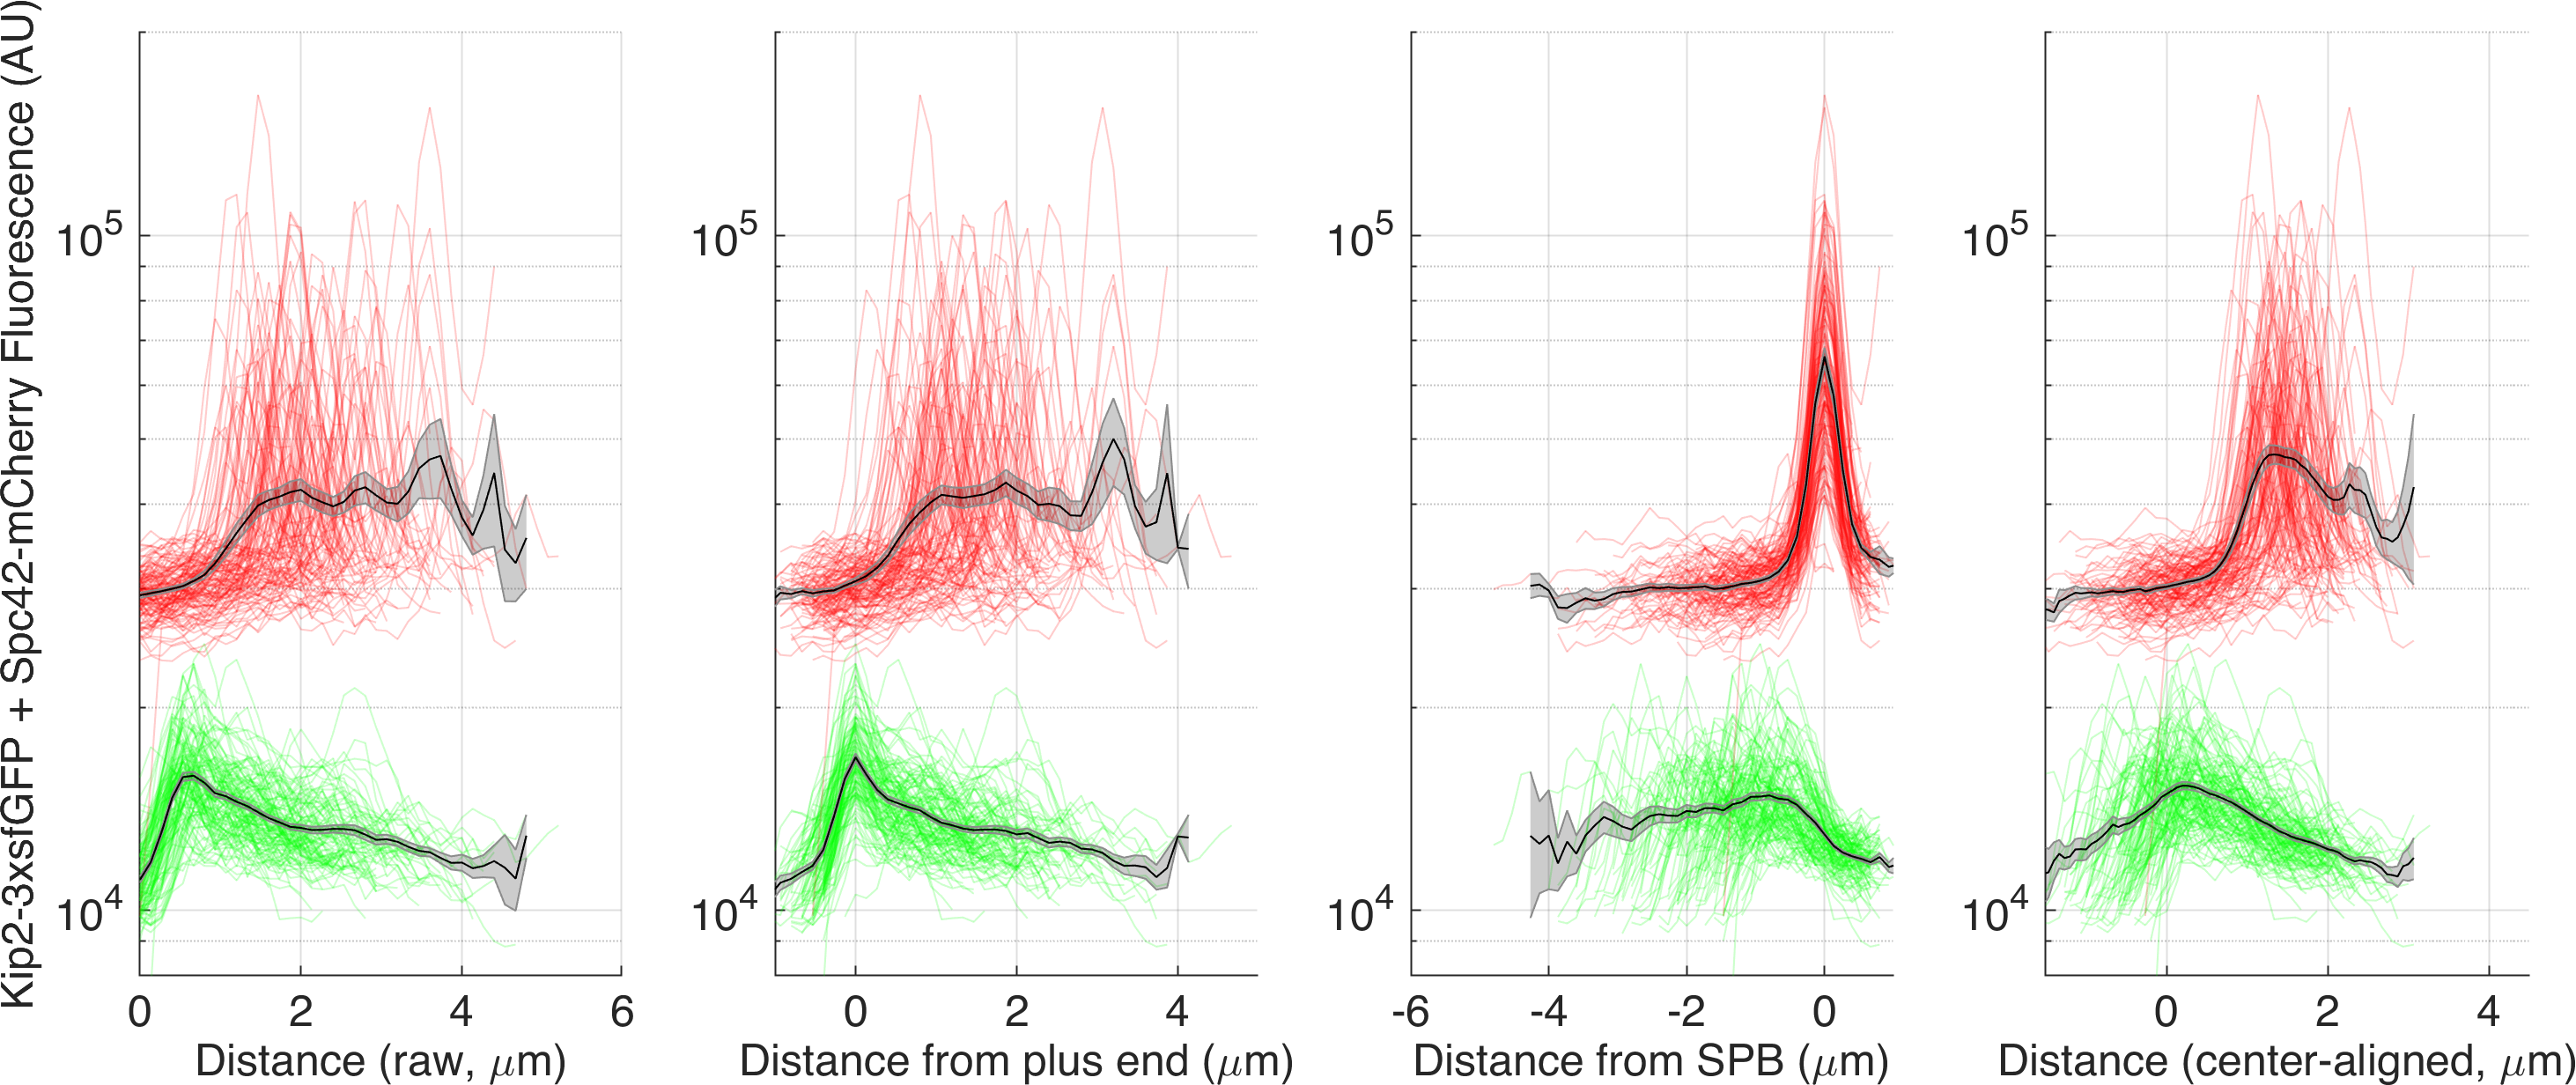 Kip2-3xsfGFP + Spc42-mCherry Fluorescence (AU)
10^5
10^4
0 2 4 6
Distance (raw, μm)
10^5
10^4
0 2 4
Distance from plus end (μm)
10^5
10^4
-6 -4 -2 0
Distance from SPB (μm)
10^5
10^4
0 2 4
Distance (center-aligned, μm)